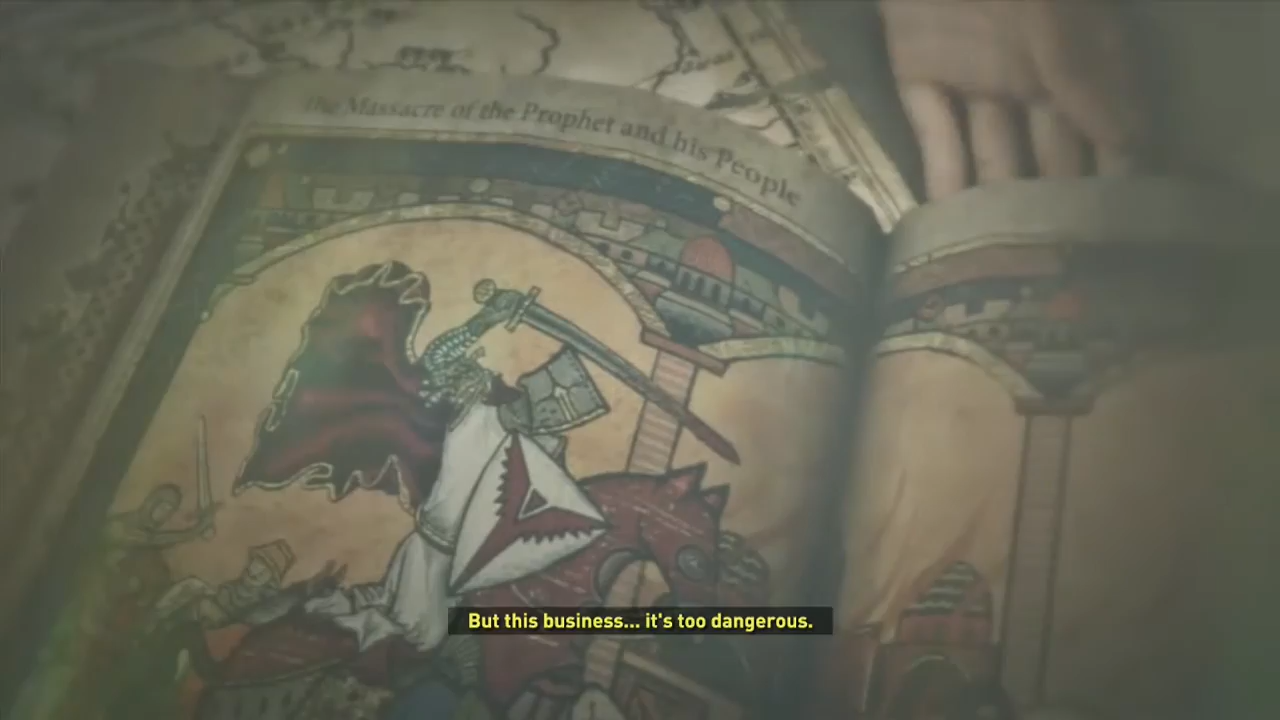 the Massacre of the Prophet and his People
But this business... it's too dangerous.